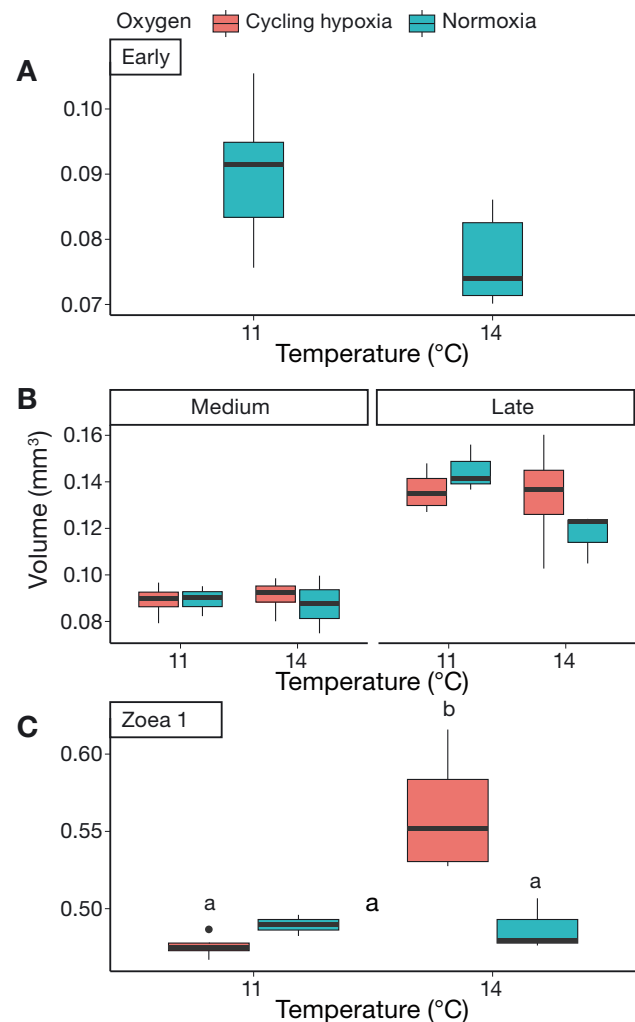 Oxygen Cycling hypoxia Normoxia
A Early
0.10
0.09
0.08
0.07
11 14
Temperature (°C)
B Medium Late
Volume (mm³)
0.16
0.14
0.12
0.10
0.08
11 14 11 14
Temperature (°C) Temperature (°C)
C Zoea 1
b
0.60
0.55
a a a
0.50
11 14
Temperature (°C)